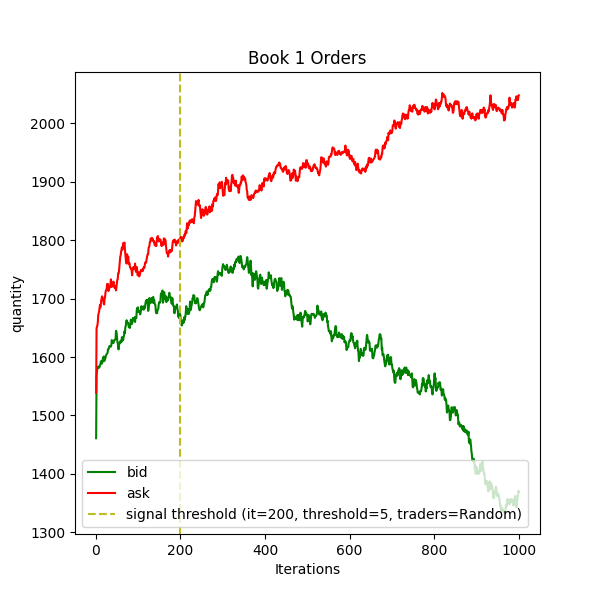 Book 1 Orders
quantity
2000
1900
1800
1700
1600
1500
1400
1300
bid
ask
signal threshold (it=200, threshold=5, traders=Random)
0 200 400 600 800 1000
Iterations